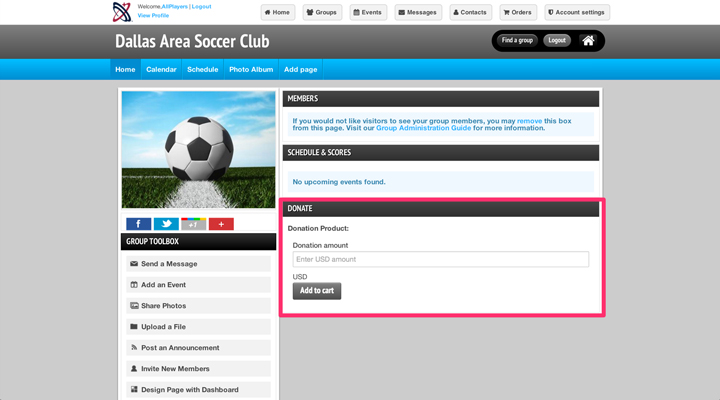 Welcome,AllPlayers | Logout
View Profile
Home
Groups
Events
Messages
Contacts
Orders
Account settings
Dallas Area Soccer Club
Find a group
Logout
Home
Calendar
Schedule
Photo Album
Add page
MEMBERS
If you would not like visitors to see your group members, you may remove this box
from this page. Visit our Group Administration Guide for more information.
SCHEDULE & SCORES
No upcoming events found.
DONATE
Donation Product:
Donation amount
Enter USD amount
USD
Add to cart
f
+1
+
GROUP TOOLBOX
Send a Message
Add an Event
Share Photos
Upload a File
Post an Announcement
Invite New Members
Design Page with Dashboard